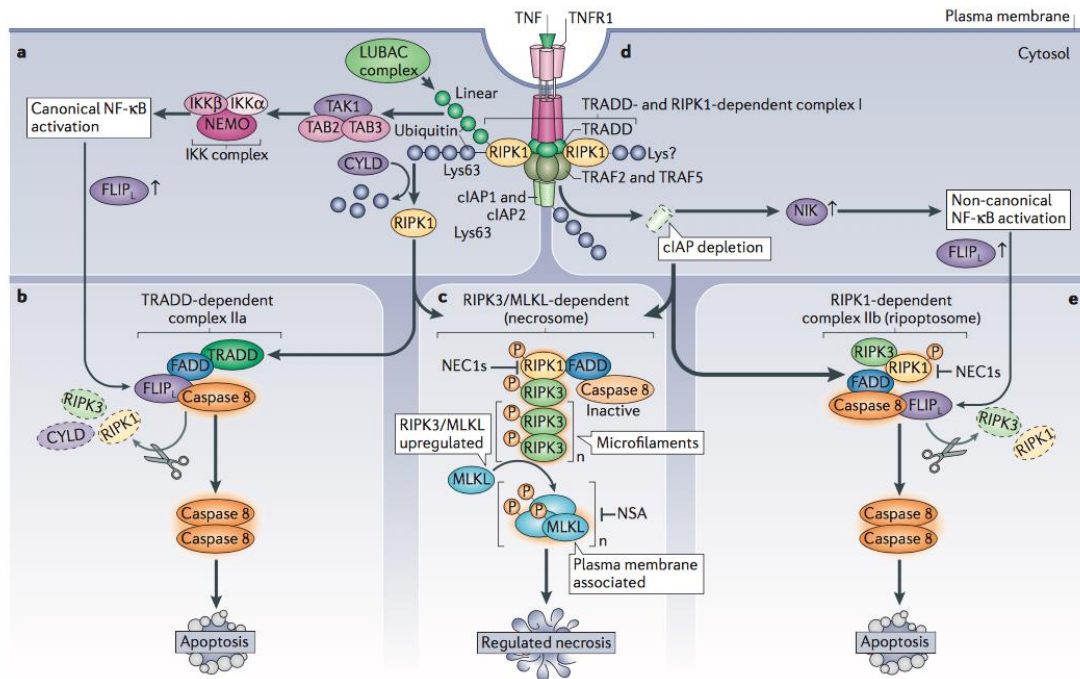 TNF
TNFR1
Plasma membrane
a
d
Cytosol
LUBAC
complex
Linear
Canonical NF-κB
activation
IKKβ
IKKα
NEMO
IKK complex
TAK1
TAB2
TAB3
Ubiquitin
Lys63
TRADD- and RIPK1-dependent complex I
TRADD
RIPK1
RIPK1
Lys?
TRAF2 and TRAF5
CYLD
cIAP1 and
cIAP2
RIPK1
Lys63
FLIPL ↑
cIAP depletion
NIK ↑
Non-canonical
NF-κB activation
FLIPL ↑
b
TRADD-dependent
complex IIa
TRADD
FADD
FLIPL
Caspase 8
RIPK3
CYLD
RIPK1
Caspase 8
Caspase 8
Apoptosis
c
RIPK3/MLKL-dependent
(necrosome)
P
NEC1s
RIPK1
FADD
P
RIPK3
Caspase 8
Inactive
P
RIPK3
P
RIPK3
n
Microfilaments
RIPK3/MLKL
upregulated
MLKL
P
P
P
MLKL
n
NSA
Plasma membrane
associated
Regulated necrosis
e
RIPK1-dependent
complex IIb (ripoptosome)
RIPK3
P
RIPK1
NEC1s
FADD
Caspase 8
FLIPL
RIPK3
RIPK1
Caspase 8
Caspase 8
Apoptosis